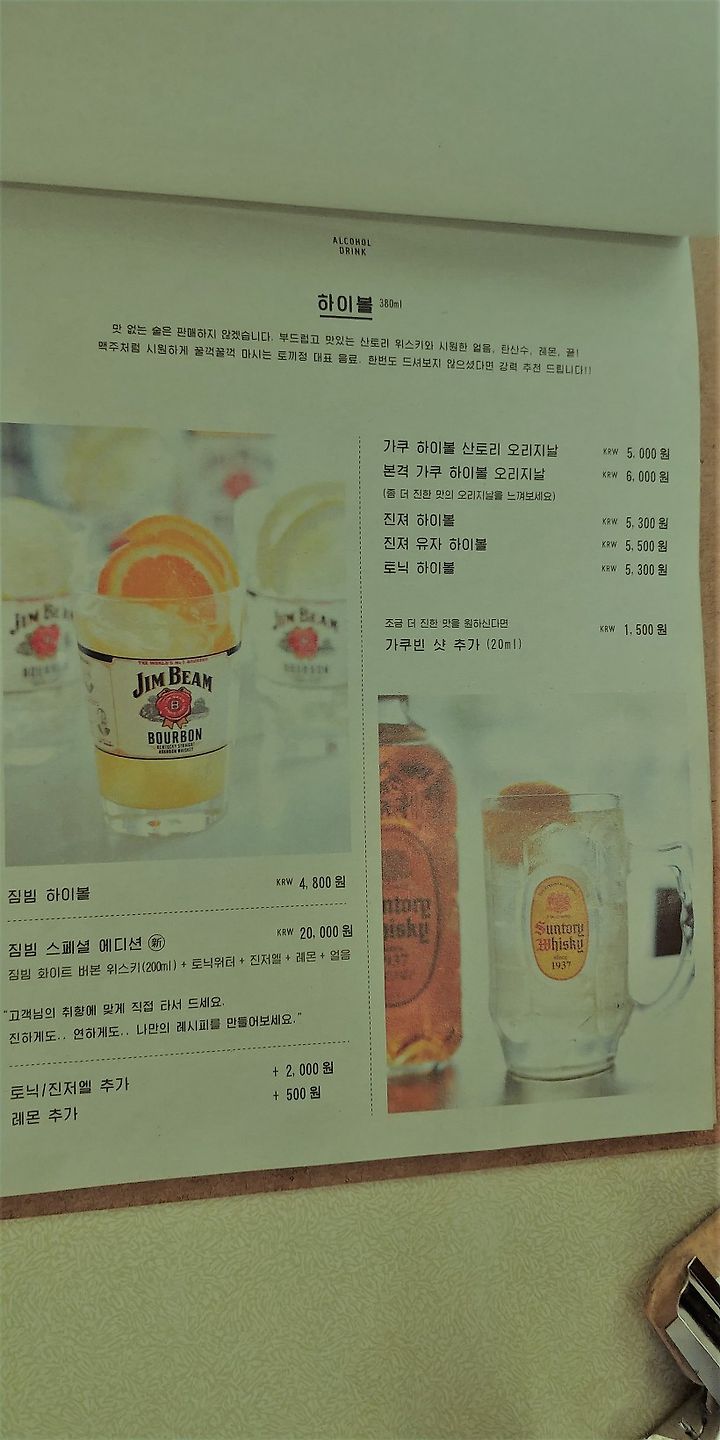 ALCOHOL
DRINK
하이볼 380ml
맛 없는 술은 판매하지 않겠습니다. 부드럽고 맛있는 산토리 위스키와 시원한 얼음, 탄산수, 레몬, 끝!
맥주처럼 시원하게 꿀꺽꿀꺽 마시는 토끼정 대표 음료. 한번도 드셔보지 않으셨다면 강력 추천 드립니다!!
JIM BEAM
BOURBON
JIM BEAM
BOURBON
THE WORLD'S No.1 BOURBON
JIM BEAM
B
BOURBON
KENTUCKY STRAIGHT
BOURBON WHISKEY
짐빔 하이볼 KRW 4,800원
짐빔 스페셜 에디션 ㊟ KRW 20,000원
짐빔 화이트 버본 위스키(200ml) + 토닉워터 + 진저엘 + 레몬 + 얼음
"고객님의 취향에 맞게 직접 타서 드세요.
진하게도.. 연하게도.. 나만의 레시피를 만들어보세요."
토닉/진저엘 추가 + 2,000원
레몬 추가 + 500원
가쿠 하이볼 산토리 오리지날 KRW 5,000원
본격 가쿠 하이볼 오리지날 KRW 6,000원
(좀 더 진한 맛의 오리지날을 느껴보세요)
진져 하이볼 KRW 5,300원
진져 유자 하이볼 KRW 5,500원
토닉 하이볼 KRW 5,300원
조금 더 진한 맛을 원하신다면
가쿠빈 샷 추가 (20ml) KRW 1,500원
Suntory
Whisky
since
1937